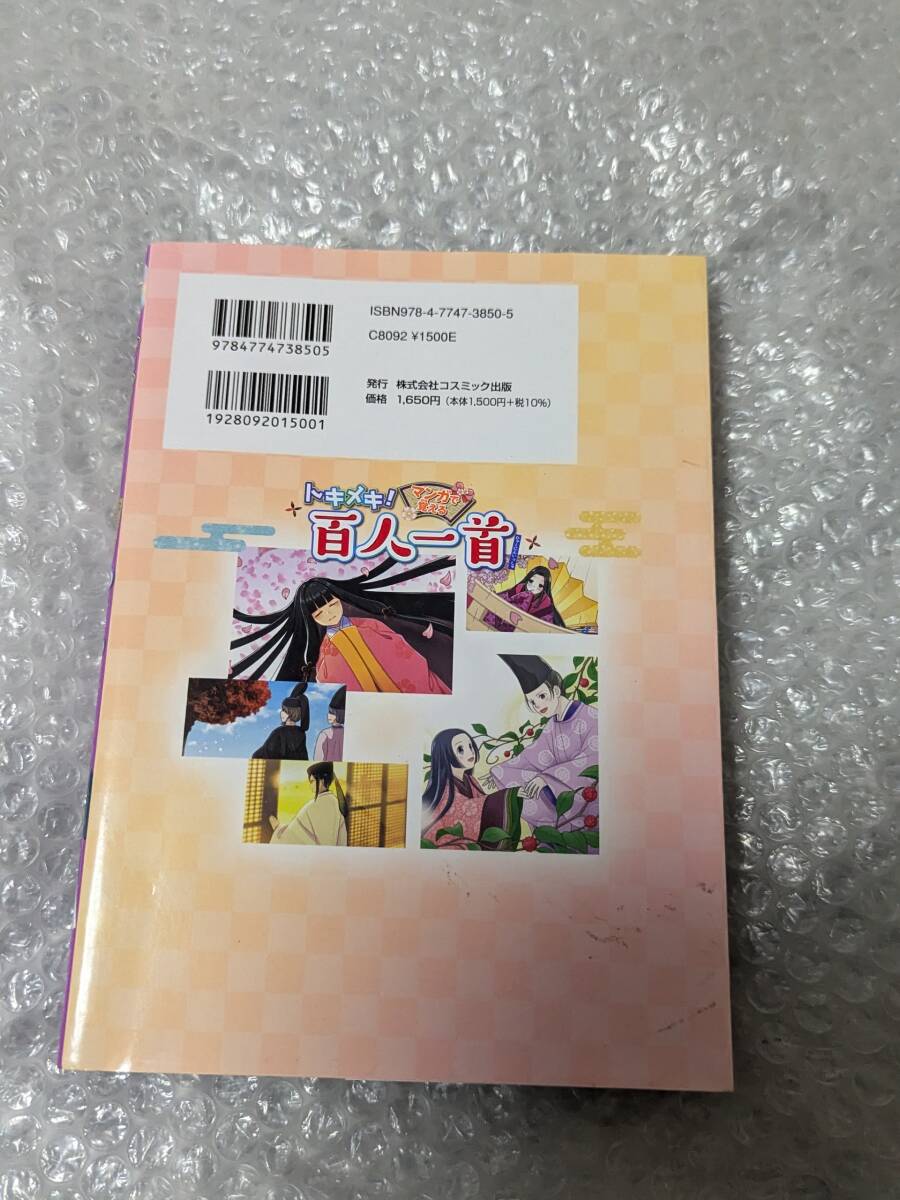 ISBN978-4-7747-3850-5
C8092 ¥1500E
9784774738505
発行 株式会社コスミック出版
価格 1,650円(本体1,500円+税10%)
1928092015001
トキメキ!
マンガで
覚える
百人一首